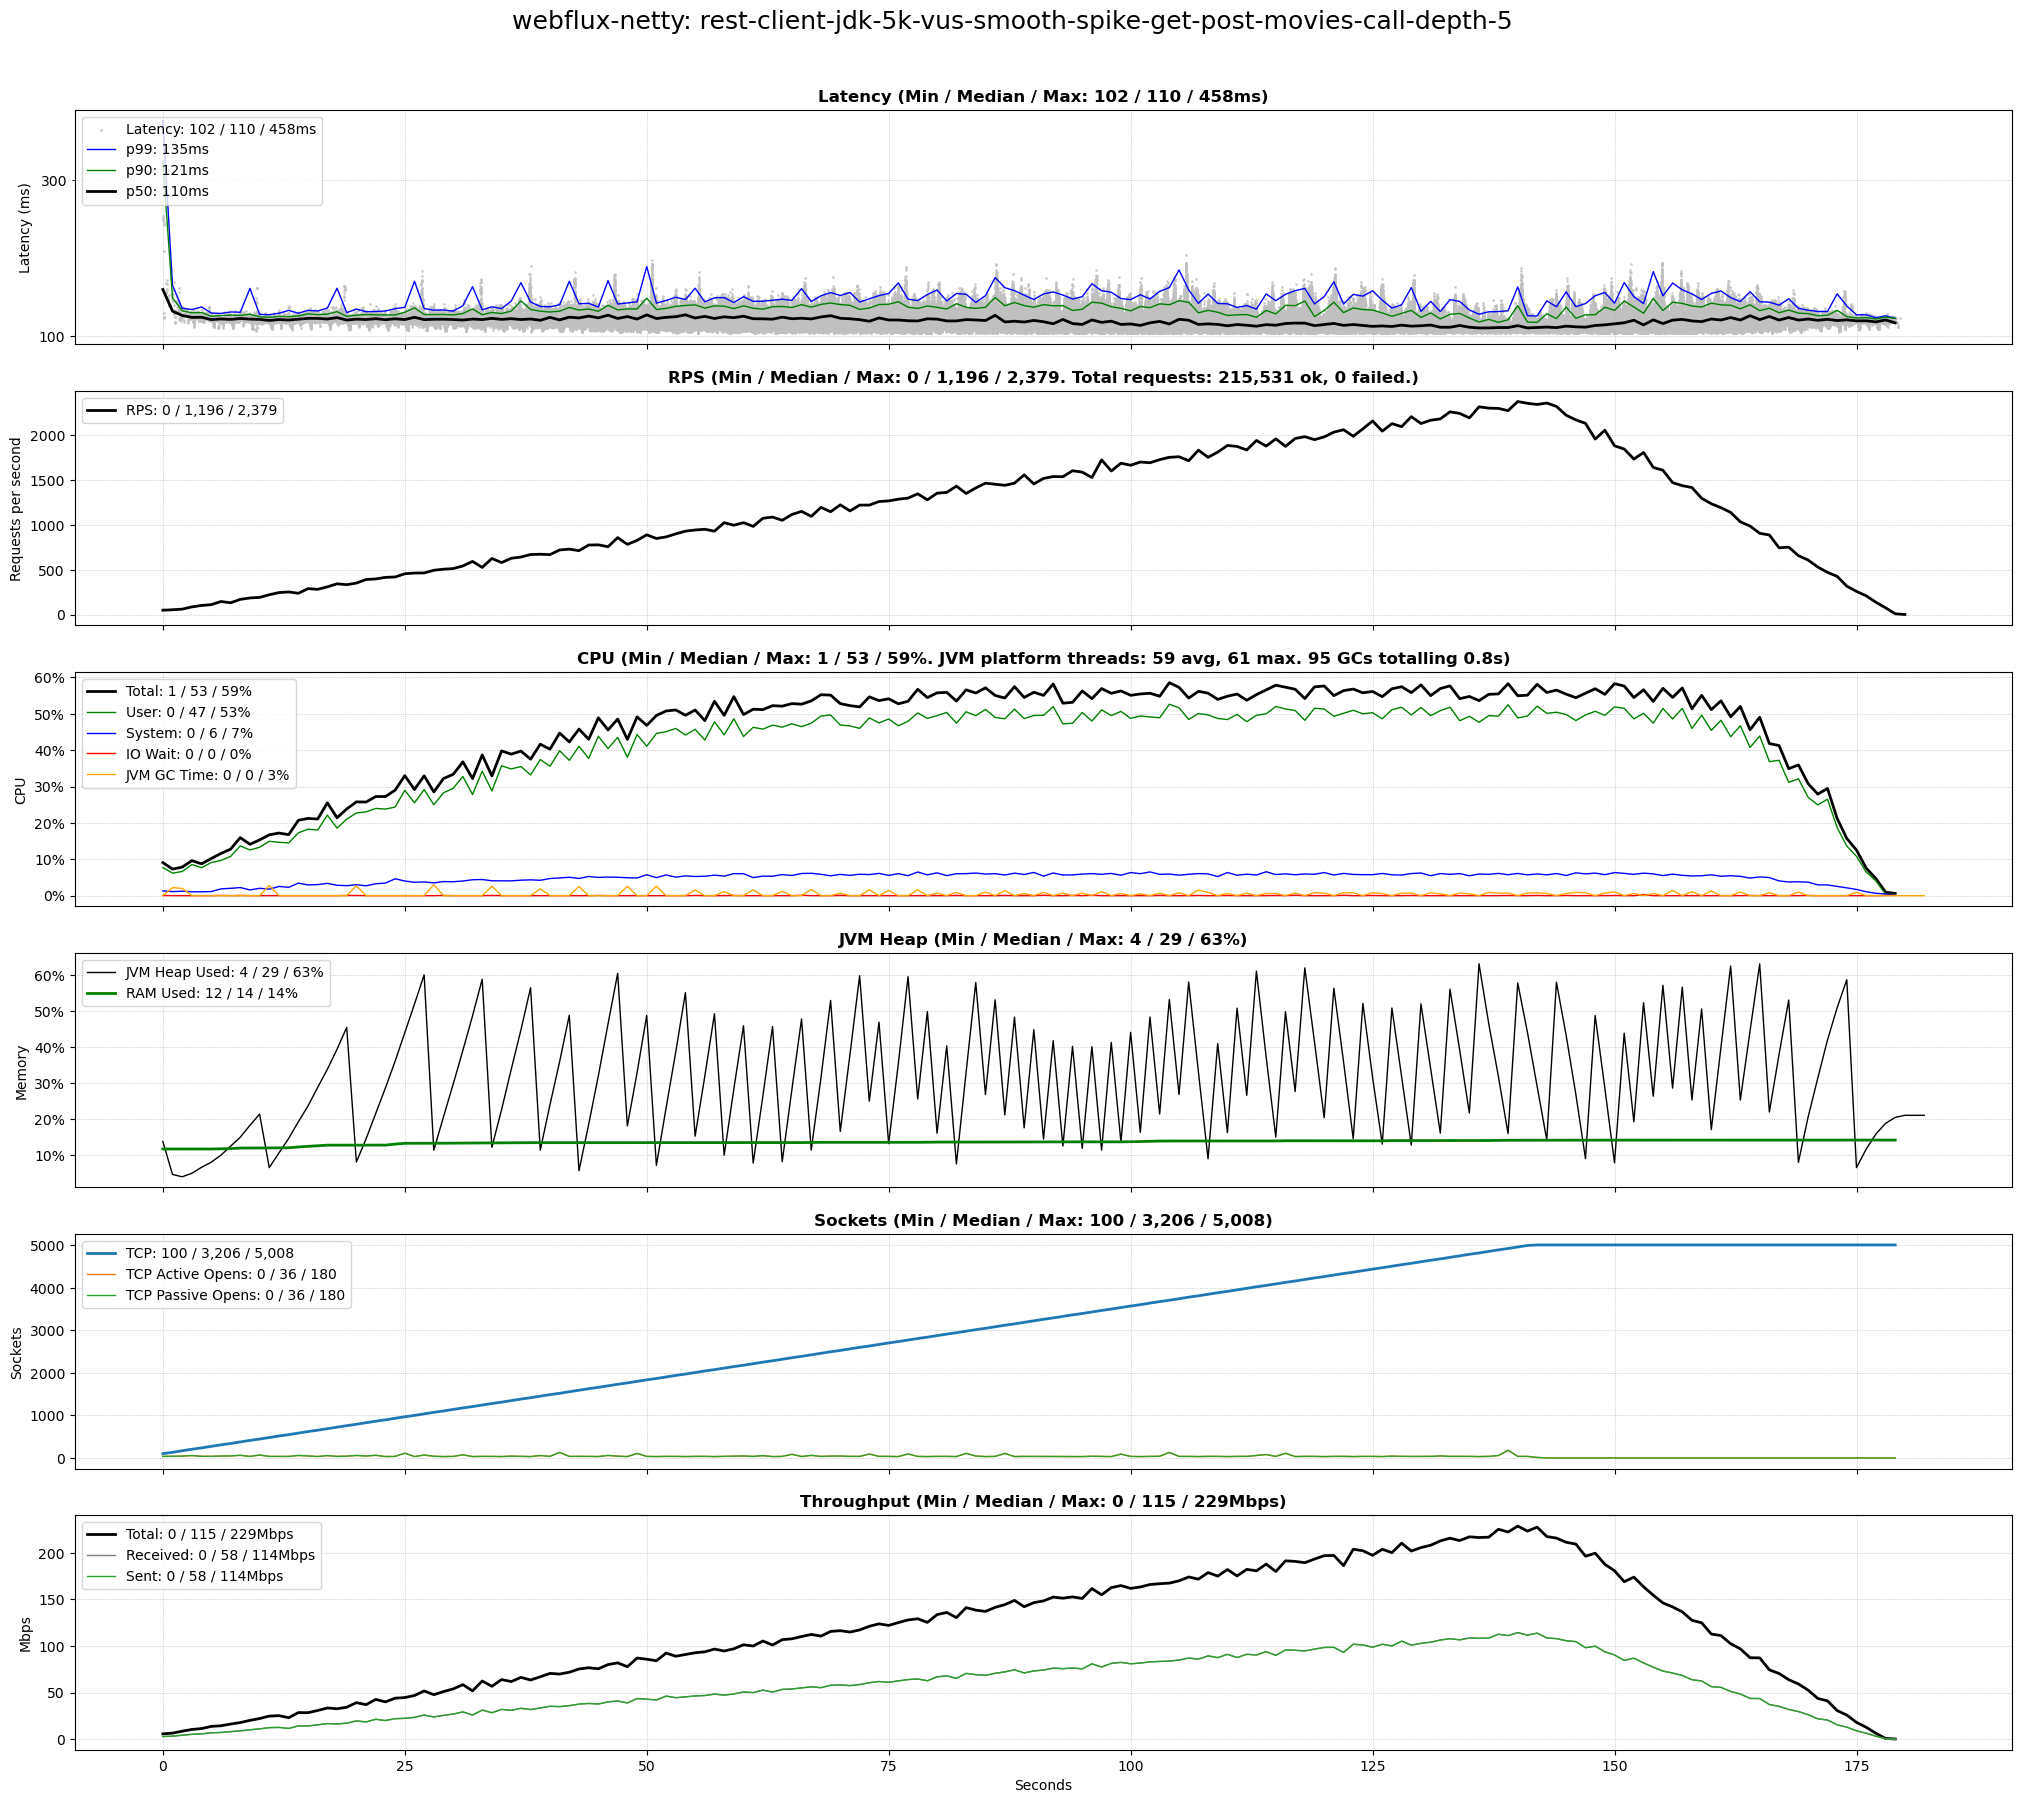 webflux-netty: rest-client-jdk-5k-vus-smooth-spike-get-post-movies-call-depth-5
Latency (Min / Median / Max: 102 / 110 / 458ms)
Latency: 102 / 110 / 458ms
p99: 135ms
p90: 121ms
p50: 110ms
Latency (ms)
300
100
RPS (Min / Median / Max: 0 / 1,196 / 2,379. Total requests: 215,531 ok, 0 failed.)
RPS: 0 / 1,196 / 2,379
Requests per second
2000
1500
1000
500
0
CPU (Min / Median / Max: 1 / 53 / 59%. JVM platform threads: 59 avg, 61 max. 95 GCs totalling 0.8s)
Total: 1 / 53 / 59%
User: 0 / 47 / 53%
System: 0 / 6 / 7%
IO Wait: 0 / 0 / 0%
JVM GC Time: 0 / 0 / 3%
CPU
60%
50%
40%
30%
20%
10%
0%
JVM Heap (Min / Median / Max: 4 / 29 / 63%)
JVM Heap Used: 4 / 29 / 63%
RAM Used: 12 / 14 / 14%
Memory
60%
50%
40%
30%
20%
10%
Sockets (Min / Median / Max: 100 / 3,206 / 5,008)
TCP: 100 / 3,206 / 5,008
TCP Active Opens: 0 / 36 / 180
TCP Passive Opens: 0 / 36 / 180
Sockets
5000
4000
3000
2000
1000
0
Throughput (Min / Median / Max: 0 / 115 / 229Mbps)
Total: 0 / 115 / 229Mbps
Received: 0 / 58 / 114Mbps
Sent: 0 / 58 / 114Mbps
Mbps
200
150
100
50
0
0 25 50 75 100 125 150 175
Seconds